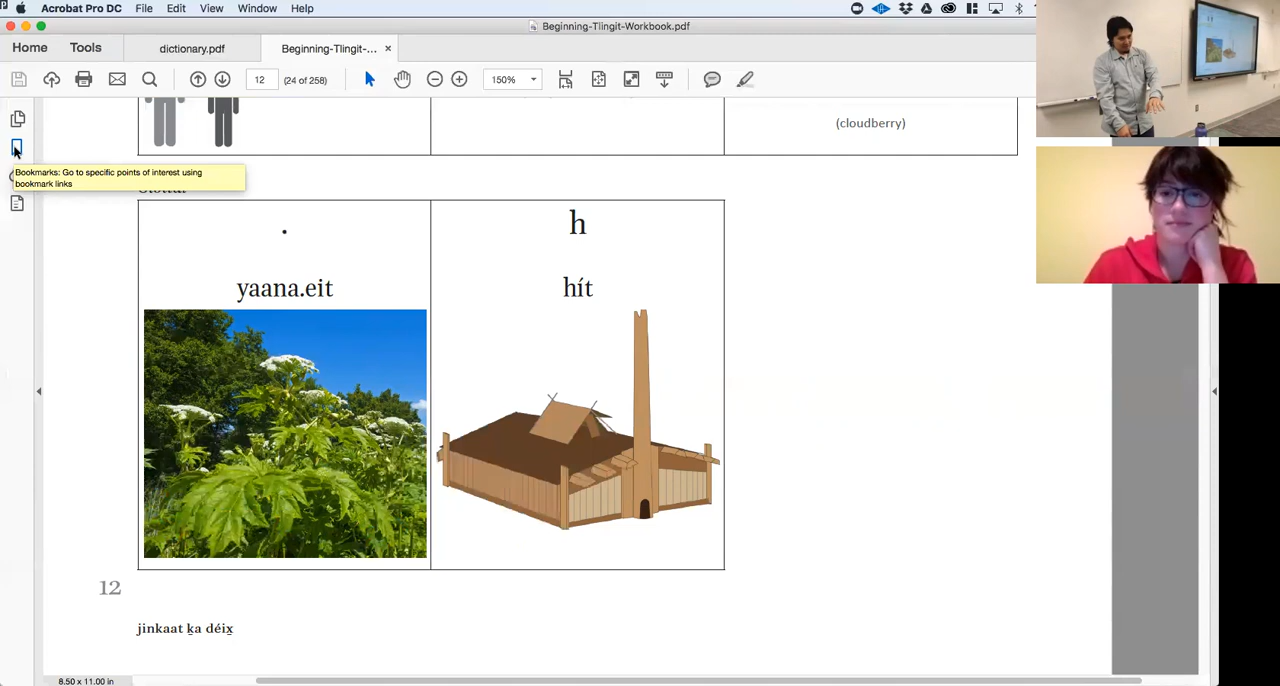 Acrobat Pro DC File Edit View Window Help
Beginning-Tlingit-Workbook.pdf
Home Tools dictionary.pdf Beginning-Tlingit-... ×
12 (24 of 258) 150%
(cloudberry)
Bookmarks: Go to specific points of interest using
bookmark links
. h
yaana.eit hít
12
jinkaat ḵa déix̱
8.50 x 11.00 in